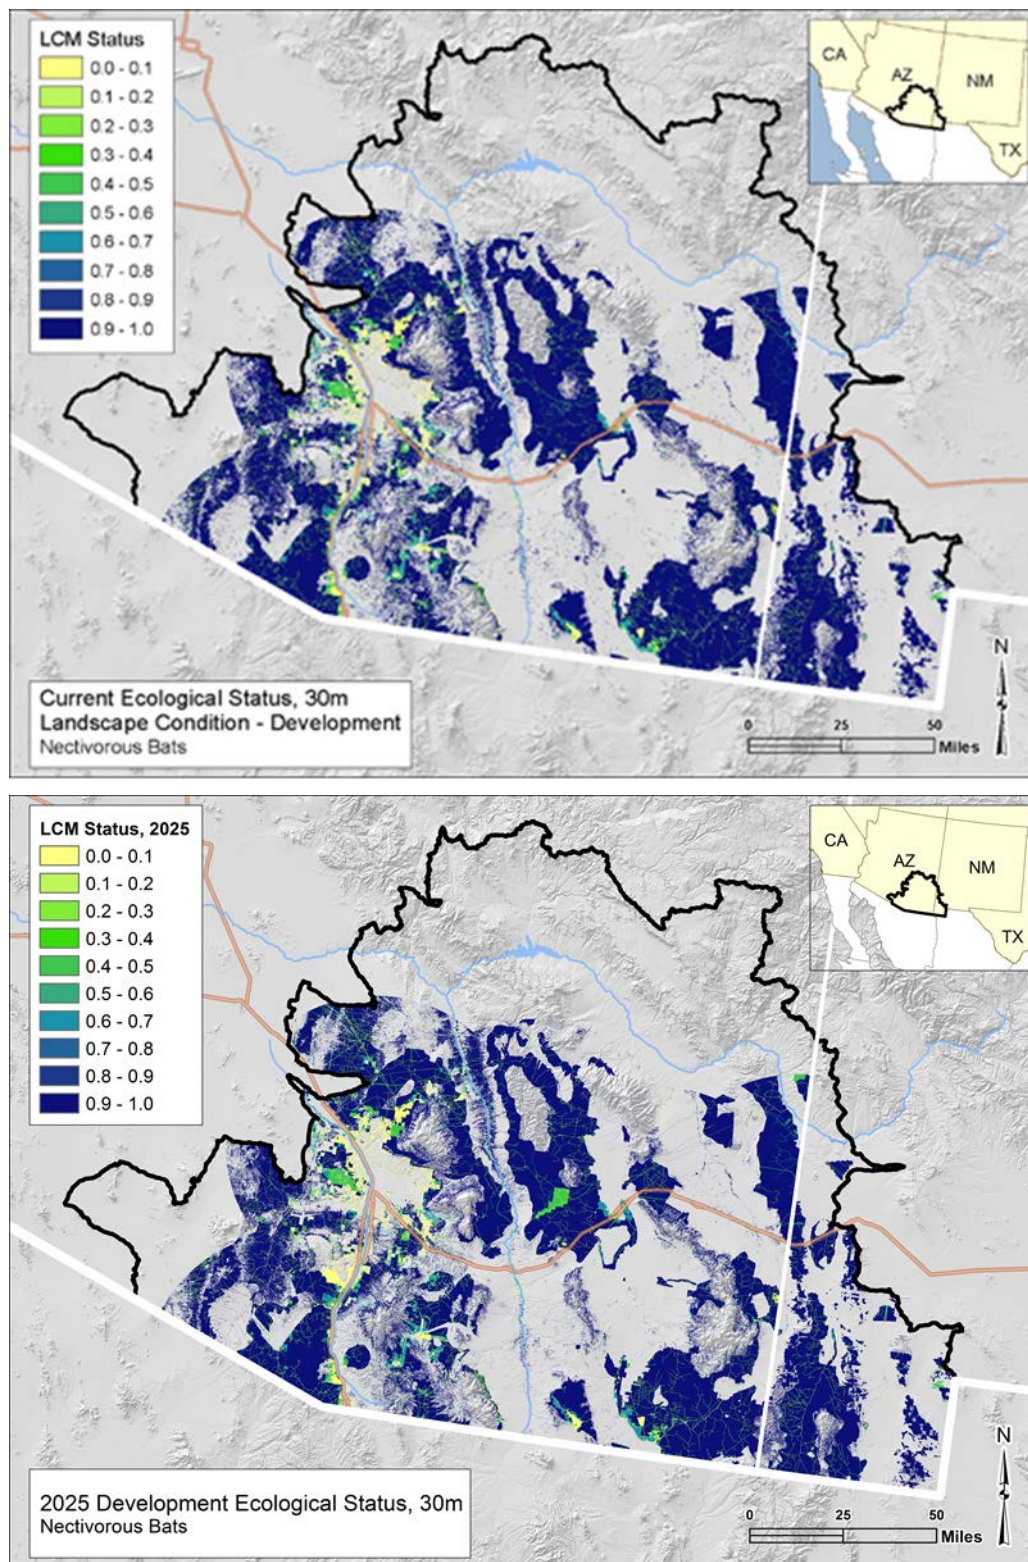 LCM Status
0.0 - 0.1
0.1 - 0.2
0.2 - 0.3
0.3 - 0.4
0.4 - 0.5
0.5 - 0.6
0.6 - 0.7
0.7 - 0.8
0.8 - 0.9
0.9 - 1.0
CA
AZ
NM
TX
Current Ecological Status, 30m
Landscape Condition - Development
Nectivorous Bats
N
0 25 50
Miles
LCM Status, 2025
0.0 - 0.1
0.1 - 0.2
0.2 - 0.3
0.3 - 0.4
0.4 - 0.5
0.5 - 0.6
0.6 - 0.7
0.7 - 0.8
0.8 - 0.9
0.9 - 1.0
CA
AZ
NM
TX
2025 Development Ecological Status, 30m
Nectivorous Bats
N
0 25 50
Miles